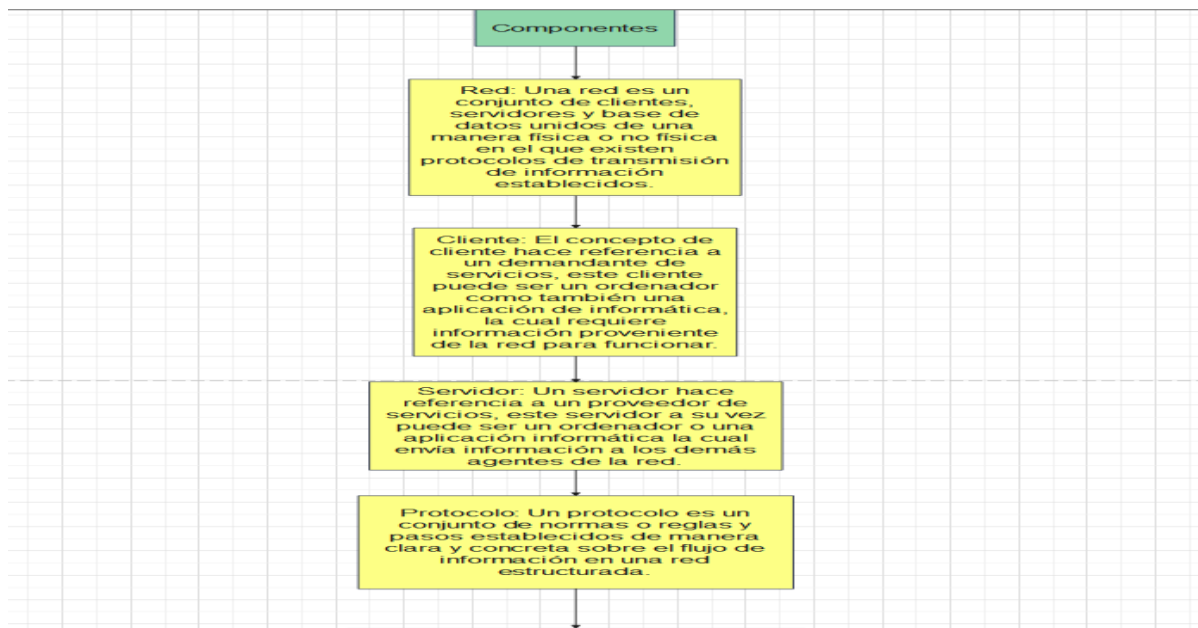 Componentes
Red: Una red es un
conjunto de clientes,
servidores y base de
datos unidos de una
manera física o no física
en el que existen
protocolos de transmisión
de información
establecidos.
Cliente: El concepto de
cliente hace referencia a
un demandante de
servicios, este cliente
puede ser un ordenador
como también una
aplicación de informática,
la cual requiere
información proveniente
de la red para funcionar.
Servidor: Un servidor hace
referencia a un proveedor de
servicios, este servidor a su vez
puede ser un ordenador o una
aplicación informática la cual
envía información a los demás
agentes de la red.
Protocolo: Un protocolo es un
conjunto de normas o reglas y
pasos establecidos de manera
clara y concreta sobre el flujo de
información en una red
estructurada.